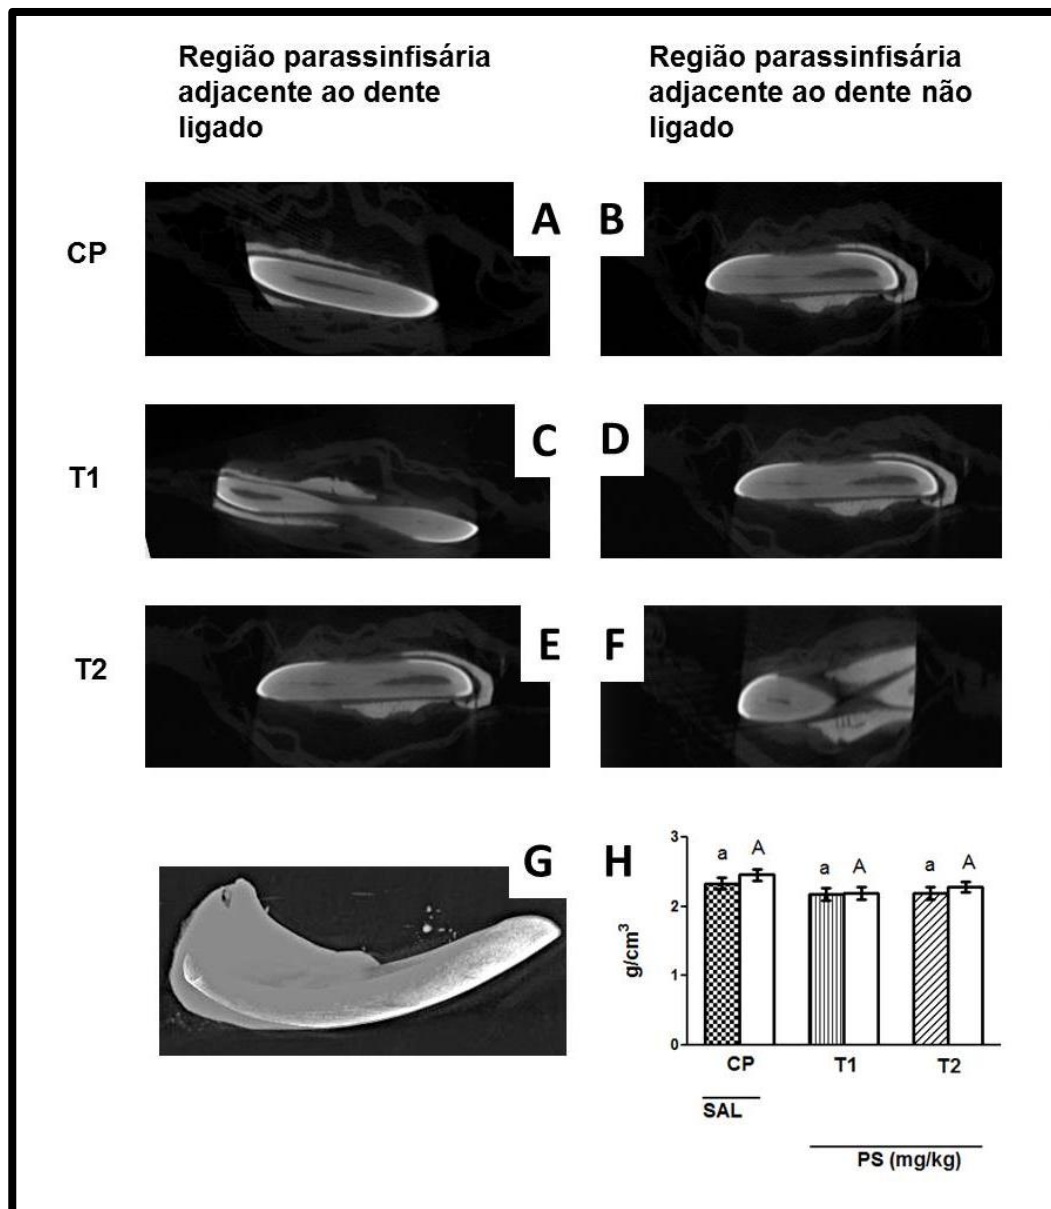 Região parassinfisária
adjacente ao dente
ligado
Região parassinfisária
adjacente ao dente não
ligado
CP
A
B
T1
C
D
T2
E
F
G
H
3
2
1
0
g/cm³
a
A
a
A
a
A
CP
T1
T2
SAL
PS (mg/kg)